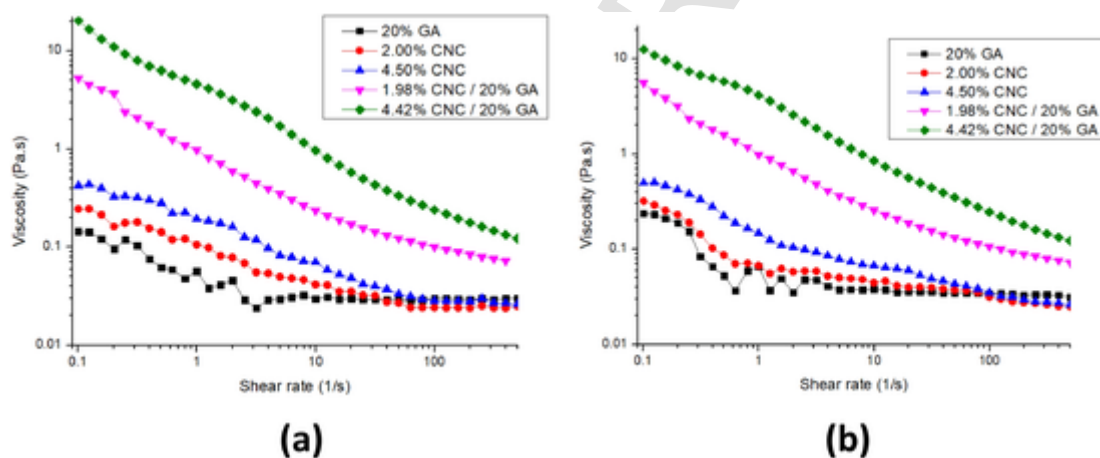 20% GA
2.00% CNC
4.50% CNC
1.98% CNC / 20% GA
4.42% CNC / 20% GA
10
1
0.1
0.01
Viscosity (Pa.s)
0.1 1 10 100
Shear rate (1/s)
(a)
20% GA
2.00% CNC
4.50% CNC
1.98% CNC / 20% GA
4.42% CNC / 20% GA
10
1
0.1
0.01
Viscosity (Pa.s)
0.1 1 10 100
Shear rate (1/s)
(b)